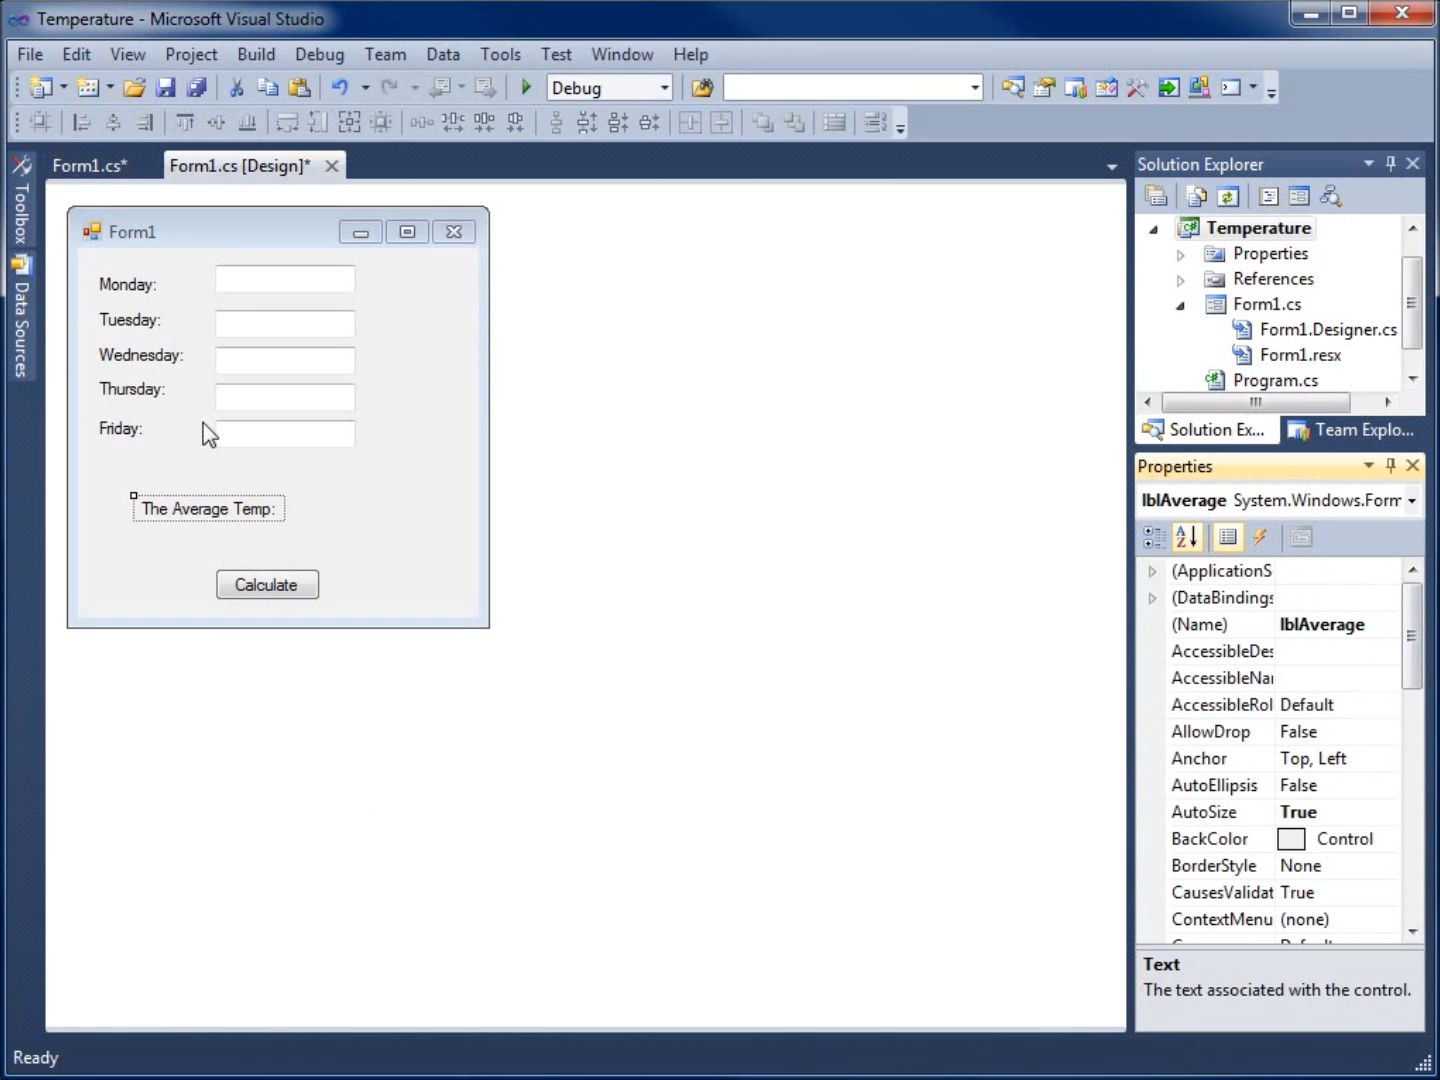 Temperature - Microsoft Visual Studio
File Edit View Project Build Debug Team Data Tools Test Window Help
Debug
Form1.cs*
Form1.cs [Design]*
Toolbox
Data Sources
Form1
Monday:
Tuesday:
Wednesday:
Thursday:
Friday:
The Average Temp:
Calculate
Solution Explorer
Temperature
Properties
References
Form1.cs
Form1.Designer.cs
Form1.resx
Program.cs
Solution Ex...
Team Explo...
Properties
lblAverage System.Windows.Form
(ApplicationS
(DataBindings
(Name) lblAverage
AccessibleDes
AccessibleNa
AccessibleRol Default
AllowDrop False
Anchor Top, Left
AutoEllipsis False
AutoSize True
BackColor Control
BorderStyle None
CausesValidat True
ContextMenu (none)
Text
The text associated with the control.
Ready